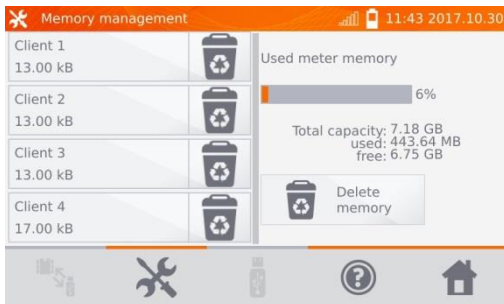 Memory management
11:43 2017.10.30
Client 1
13.00 kB
Client 2
13.00 kB
Client 3
13.00 kB
Client 4
17.00 kB
Used meter memory
6%
Total capacity: 7.18 GB
used: 443.64 MB
free: 6.75 GB
Delete
memory
?